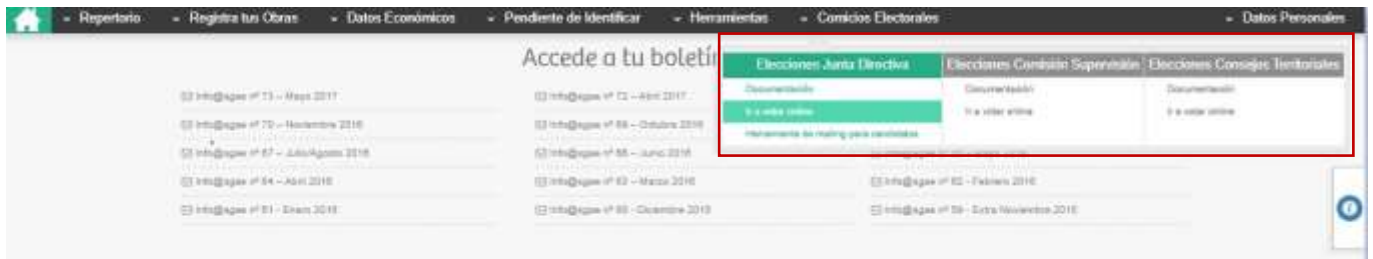 Repertorio
Registra tus Obras
Datos Económicos
Pendiente de Identificar
Herramientas
Comicios Electorales
Datos Personales
Accede a tu boletí
Elecciones Junta Directiva
Elecciones Comisión Supervisión
Elecciones Consejos Territoriales
Documentación
Documentación
Documentación
Ir a votar online
Ir a votar online
Ir a votar online
Herramienta de mailing para candidatos
Info@sgae nº 73 – Mayo 2017
Info@sgae nº 72 – Abril 2017
Info@sgae nº 70 – Noviembre 2016
Info@sgae nº 69 – Octubre 2016
Info@sgae nº 67 – Julio/Agosto 2016
Info@sgae nº 66 – Junio 2016
Info@sgae nº 64 – Abril 2016
Info@sgae nº 63 – Marzo 2016
Info@sgae nº 62 - Febrero 2016
Info@sgae nº 61 - Enero 2016
Info@sgae nº 60 - Diciembre 2015
Info@sgae nº 59 - Extra Noviembre 2015